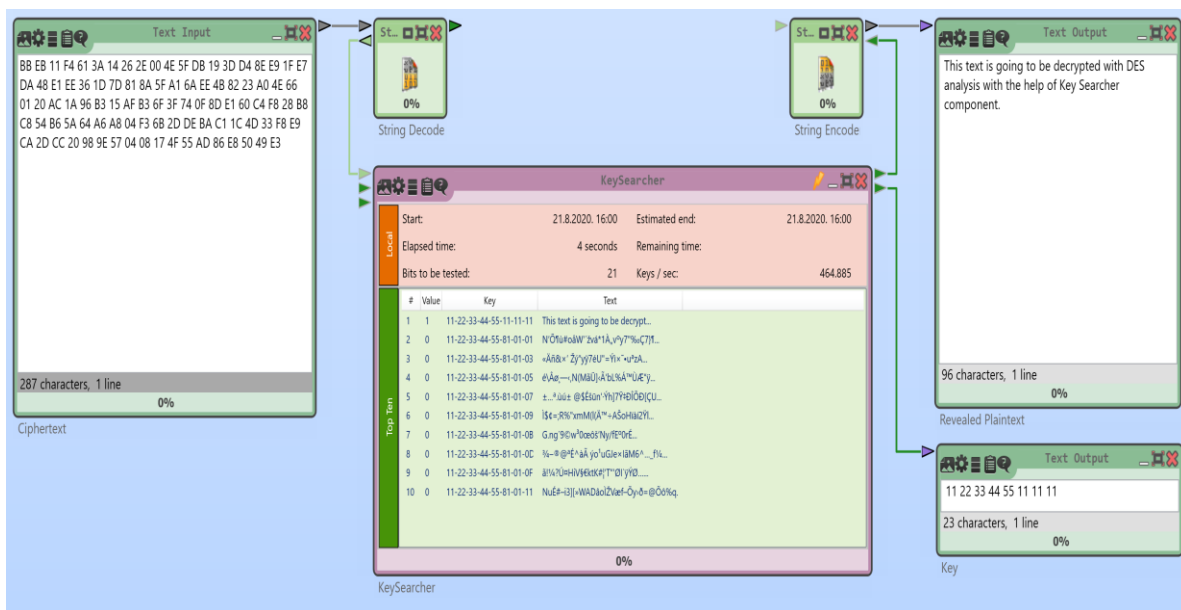 Text Input
BB EB 11 F4 61 3A 14 26 2E 00 4E 5F DB 19 3D D4 8E E9 1F E7
DA 48 E1 EE 36 1D 7D 81 8A 5F A1 6A EE 4B 82 23 A0 4E 66
01 20 AC 1A 96 B3 15 AF B3 6F 3F 74 0F 8D E1 60 C4 F8 28 B8
C8 54 B6 5A 64 A6 A8 04 F3 6B 2D DE BA C1 1C 4D 33 F8 E9
CA 2D CC 20 98 9E 57 04 08 17 4F 55 AD 86 E8 50 49 E3
287 characters, 1 line
0%
Ciphertext
St...
0%
String Decode
St...
0%
String Encode
Text Output
This text is going to be decrypted with DES
analysis with the help of Key Searcher
component.
96 characters, 1 line
0%
Revealed Plaintext
KeySearcher
Local
Start: 21.8.2020. 16:00 Estimated end: 21.8.2020. 16:00
Elapsed time: 4 seconds Remaining time:
Bits to be tested: 21 Keys / sec: 464.885
Top Ten
# Value Key Text
1 1 11-22-33-44-55-11-11-11 This text is going to be decrypt...
2 0 11-22-33-44-55-81-01-01
3 0 11-22-33-44-55-81-01-03
4 0 11-22-33-44-55-81-01-05
5 0 11-22-33-44-55-81-01-07
6 0 11-22-33-44-55-81-01-09
7 0 11-22-33-44-55-81-01-0B
8 0 11-22-33-44-55-81-01-0D
9 0 11-22-33-44-55-81-01-0F
10 0 11-22-33-44-55-81-01-11
0%
KeySearcher
Text Output
11 22 33 44 55 11 11 11
23 characters, 1 line
0%
Key